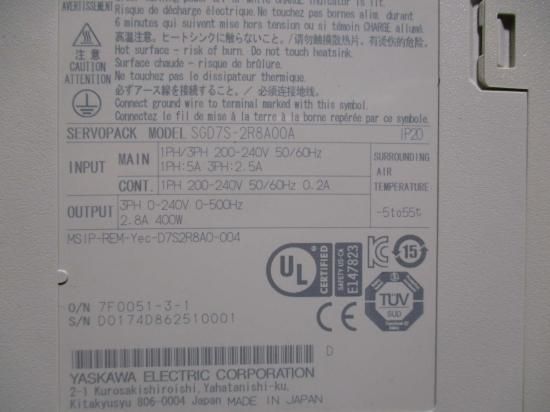 AVERTISSEMENT
Risque de décharge électrique. Ne touchez pas bornes alim. durant
6 minutes qui suivent mise hors tension ou si témoin CHARGE allumé.
高温注意。ヒートシンクに触らないこと。/请勿触摸散热片，有烫伤的危险。
注意
Hot surface - risk of burn. Do not touch heatsink.
CAUTION
Surface chaude - risque de brûlure.
ATTENTION
Ne touchez pas le dissipateur thermique.
必ずアース線を接続すること。/ 必须连接地线。
Connect ground wire to terminal marked with this symbol.
Connectez le fil de mise à la terre à la borne repérée par ce symbole.
SERVOPACK MODEL SGD7S-2R8A00A IP20
INPUT MAIN 1PH/3PH 200-240V 50/60Hz
1PH:5A 3PH:2.5A
CONT. 1PH 200-240V 50/60Hz 0.2A
OUTPUT 3PH 0-240V 0-500Hz
2.8A 400W
SURROUNDING
AIR
TEMPERATURE
-5to55℃
MSIP-REM-Yec-D7S2R8A0-004
UL CERTIFIED SAFETY US-CA E147823
15
TÜV
SUD
CE
O/N 7F0051-3-1
S/N D0174D862510001
D
YASKAWA ELECTRIC CORPORATION
2-1 Kurosakishiroishi, Yahatanishi-ku,
Kitakyusyu 806-0004 Japan MADE IN JAPAN